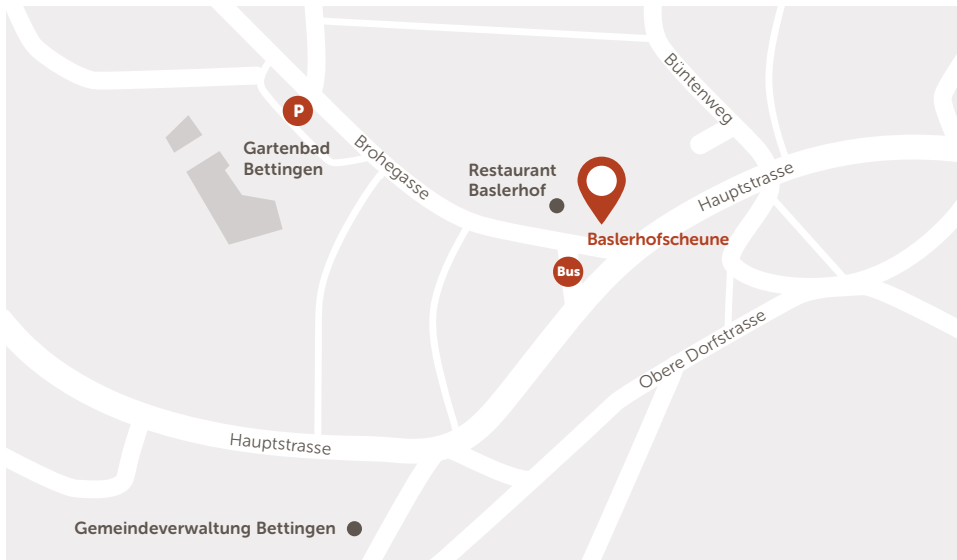 Büntenweg
P
Gartenbad
Bettingen
Brohegasse
Restaurant
Baslerhof
Hauptstrasse
Baslerhofscheune
Bus
Obere Dorfstrasse
Hauptstrasse
Gemeindeverwaltung Bettingen